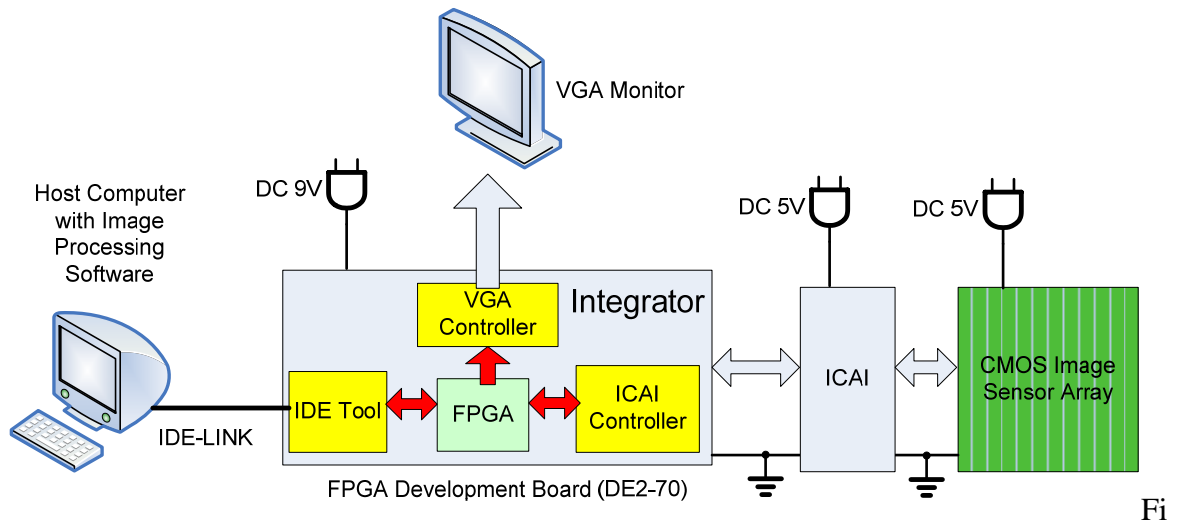 VGA Monitor
DC 9V
DC 5V
DC 5V
Host Computer
with Image
Processing
Software
Integrator
VGA
Controller
IDE Tool
FPGA
ICAI
Controller
ICAI
CMOS Image
Sensor Array
IDE-LINK
FPGA Development Board (DE2-70)
Fi